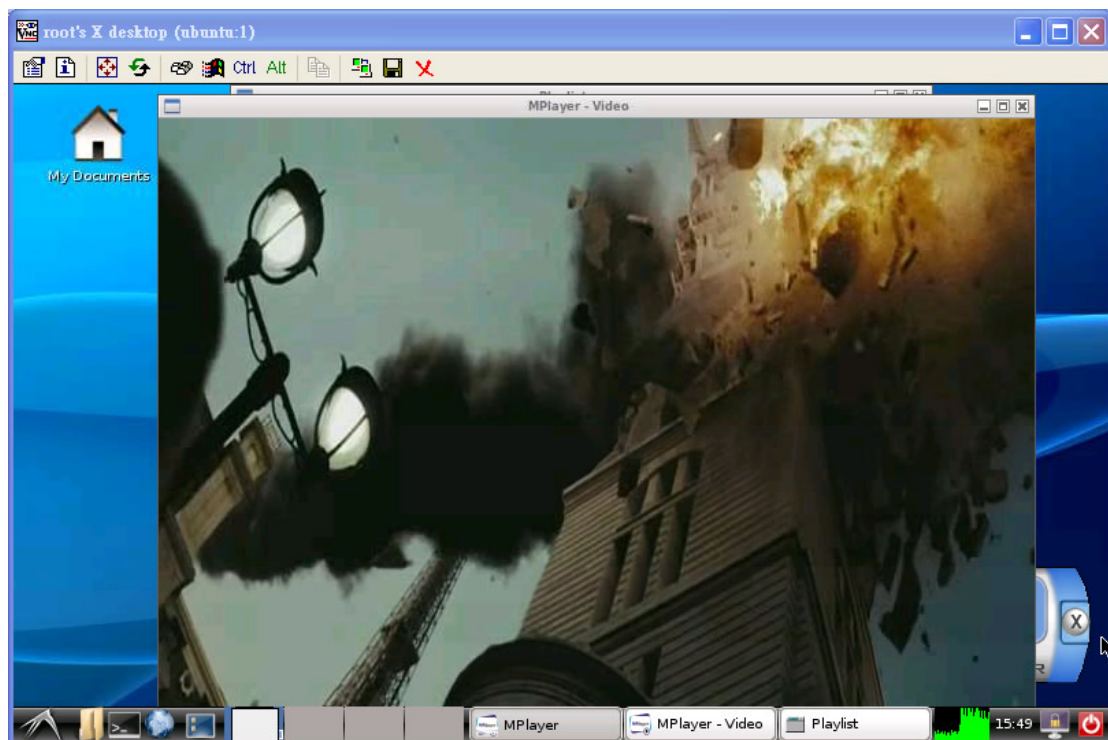 root's X desktop (ubuntu:1)
Ctrl Alt
MPlayer - Video
My Documents
X
R
MPlayer
MPlayer - Video
Playlist
15:49